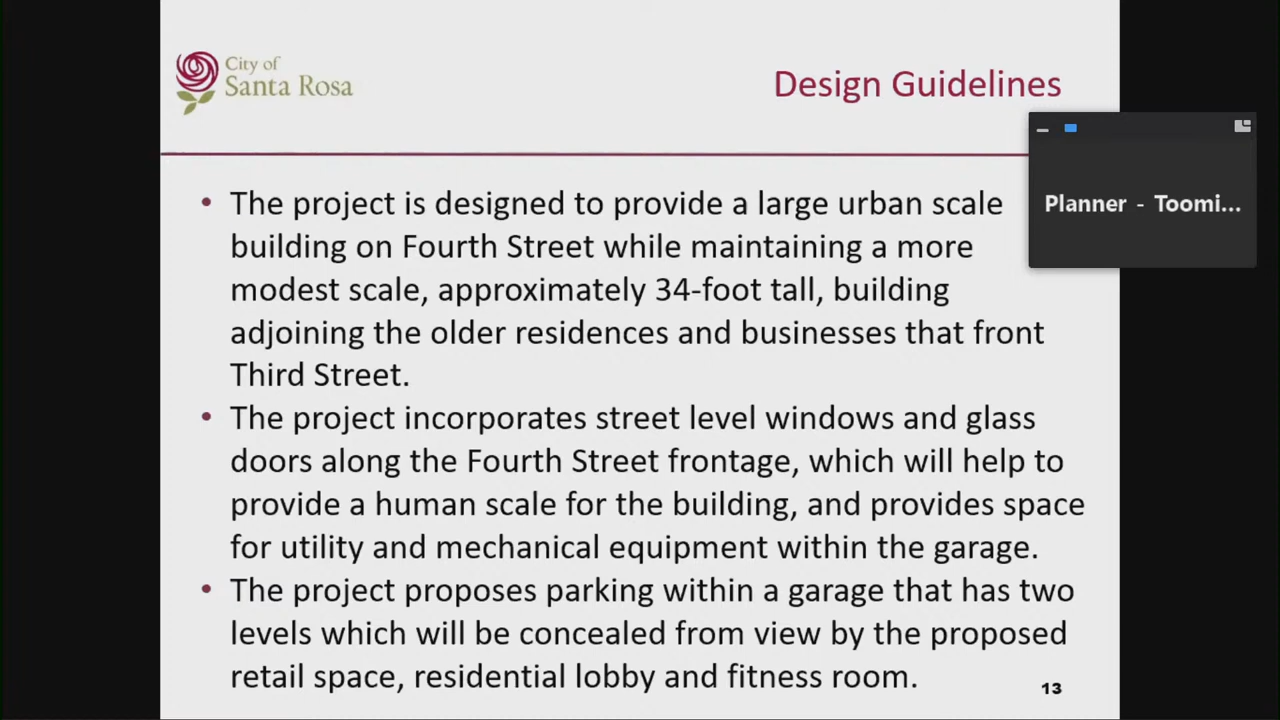 City of
Santa Rosa
Design Guidelines
Planner - Toomi...
• The project is designed to provide a large urban scale
building on Fourth Street while maintaining a more
modest scale, approximately 34-foot tall, building
adjoining the older residences and businesses that front
Third Street.
• The project incorporates street level windows and glass
doors along the Fourth Street frontage, which will help to
provide a human scale for the building, and provides space
for utility and mechanical equipment within the garage.
• The project proposes parking within a garage that has two
levels which will be concealed from view by the proposed
retail space, residential lobby and fitness room.
13